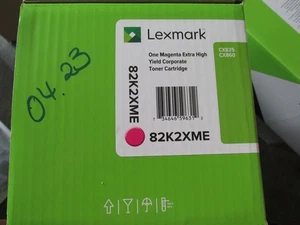 Lexmark
One Magenta Extra High
Yield Corporate
Toner Cartridge
CX825
CX860
82K2XME
82K2XME
04.23